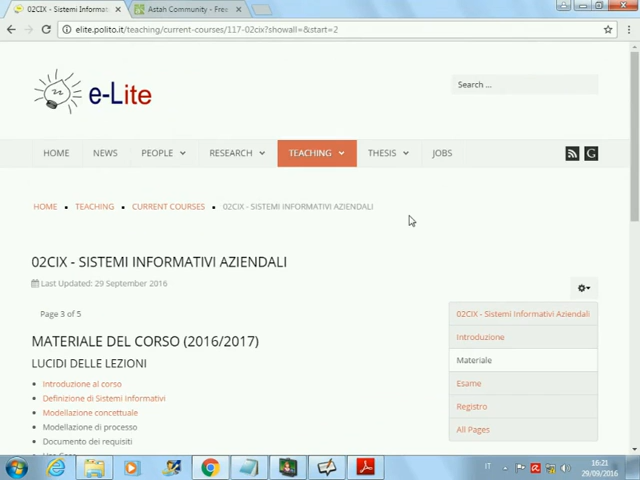 02CIX - Sistemi Informat
Astah Community - Free
elite.polito.it/teaching/current-courses/117-02cix?showall=&start=2
e-Lite
Search ...
HOME
NEWS
PEOPLE
RESEARCH
TEACHING
THESIS
JOBS
G
HOME
TEACHING
CURRENT COURSES
02CIX - SISTEMI INFORMATIVI AZIENDALI
02CIX - SISTEMI INFORMATIVI AZIENDALI
Last Updated: 29 September 2016
Page 3 of 5
MATERIALE DEL CORSO (2016/2017)
LUCIDI DELLE LEZIONI
Introduzione al corso
Definizione di Sistemi Informativi
Modellazione concettuale
Modellazione di processo
Documento dei requisiti
02CIX - Sistemi Informativi Aziendali
Introduzione
Materiale
Esame
Registro
All Pages
IT
16:21
29/09/2016